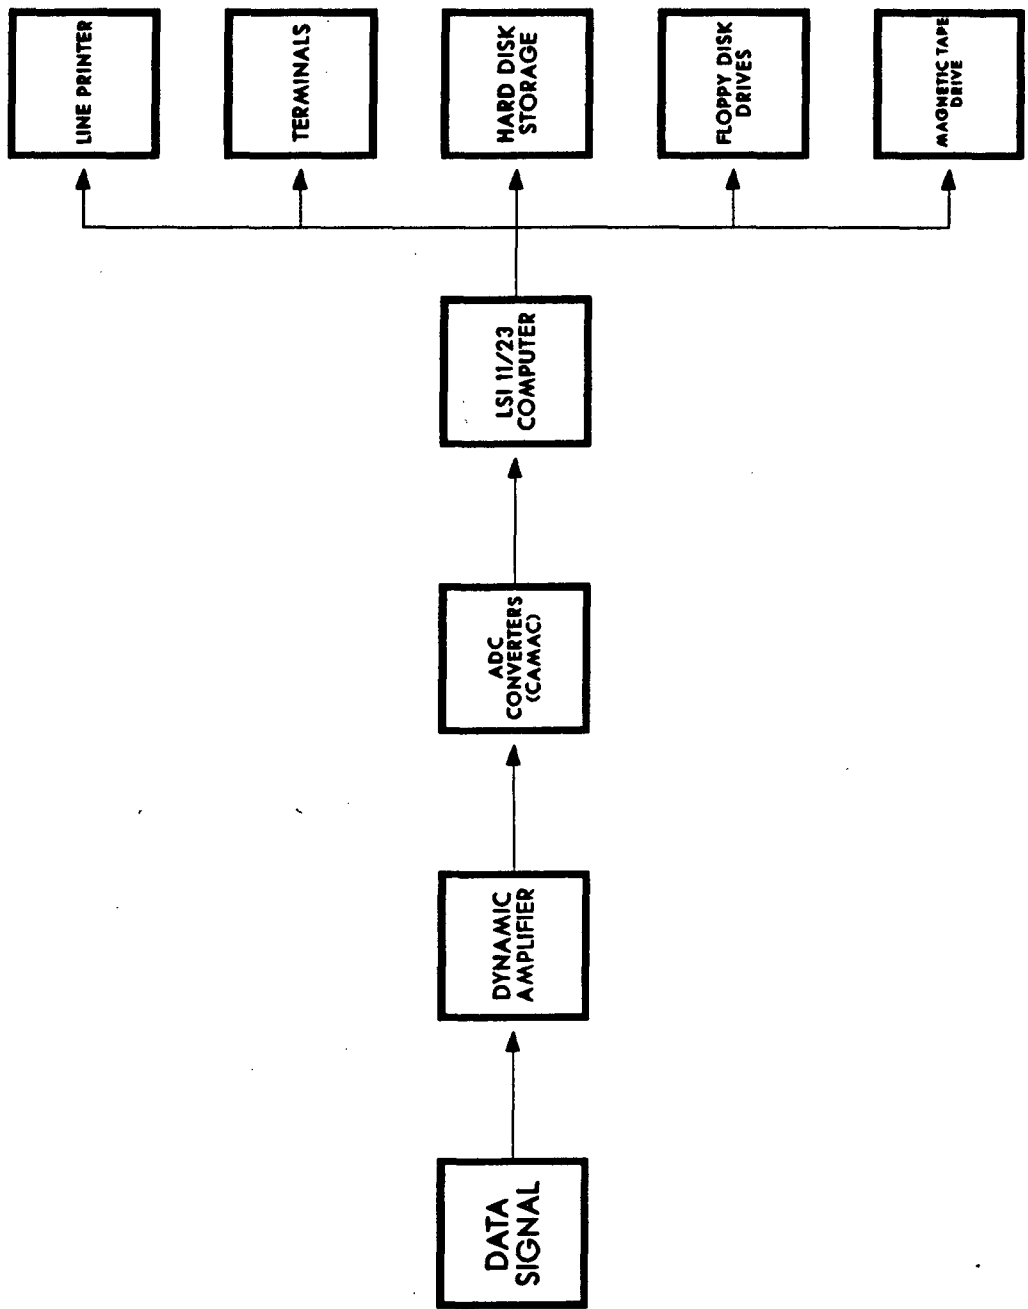 DATA
SIGNAL
DYNAMIC
AMPLIFIER
ADC
CONVERTERS
(CAMAC)
LSI 11/23
COMPUTER
LINE PRINTER
TERMINALS
HARD DISK
STORAGE
FLOPPY DISK
DRIVES
MAGNETIC TAPE
DRIVE